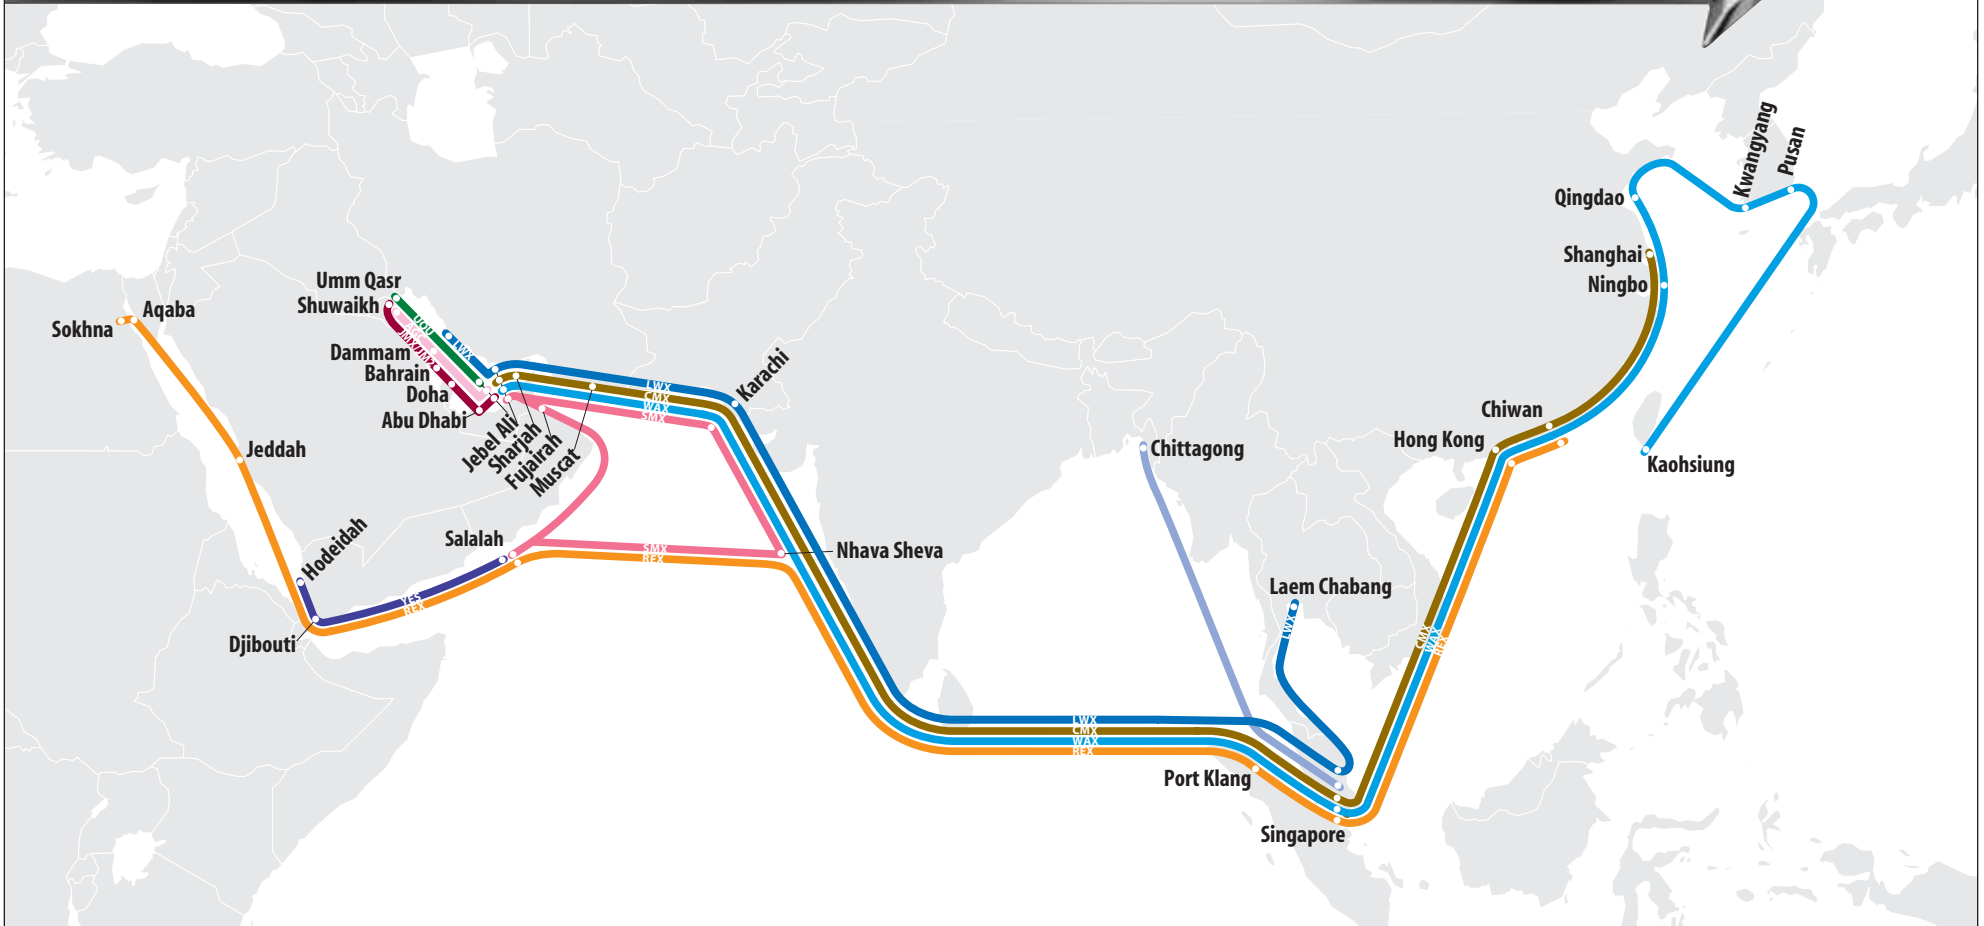 Kwangyang
Pusan
Qingdao
Shanghai
Ningbo
Umm Qasr
Shuwaikh
Aqaba
Sokhna
UQU
LWX
Dammam
Bahrain
Doha
Abu Dhabi
Karachi
LWX
CMX
WAX
SMX
Jebel Ali
Sharjah
Fujairah
Muscat
Chiwan
Hong Kong
Chittagong
Kaohsiung
Jeddah
Hodeidah
Salalah
SMX
REX
Nhava Sheva
Laem Chabang
LWX
YES
REX
Djibouti
CMX
WAX
REX
LWX
CMX
WAX
REX
Port Klang
Singapore